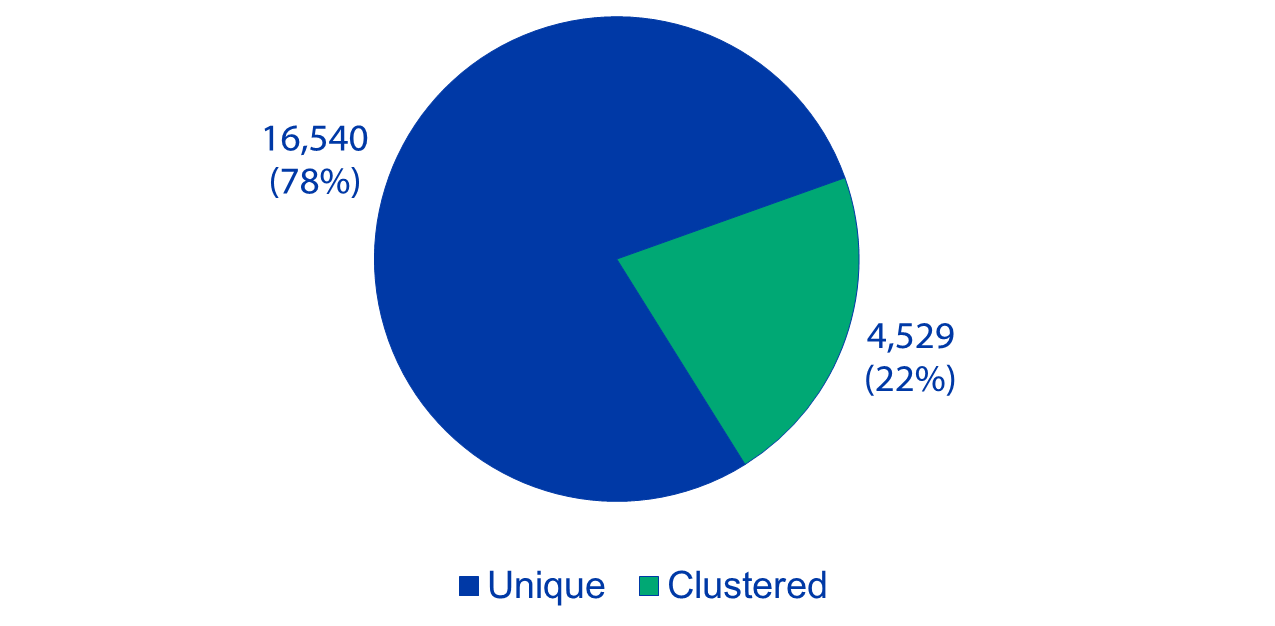 16,540
(78%)
4,529
(22%)
Unique Clustered